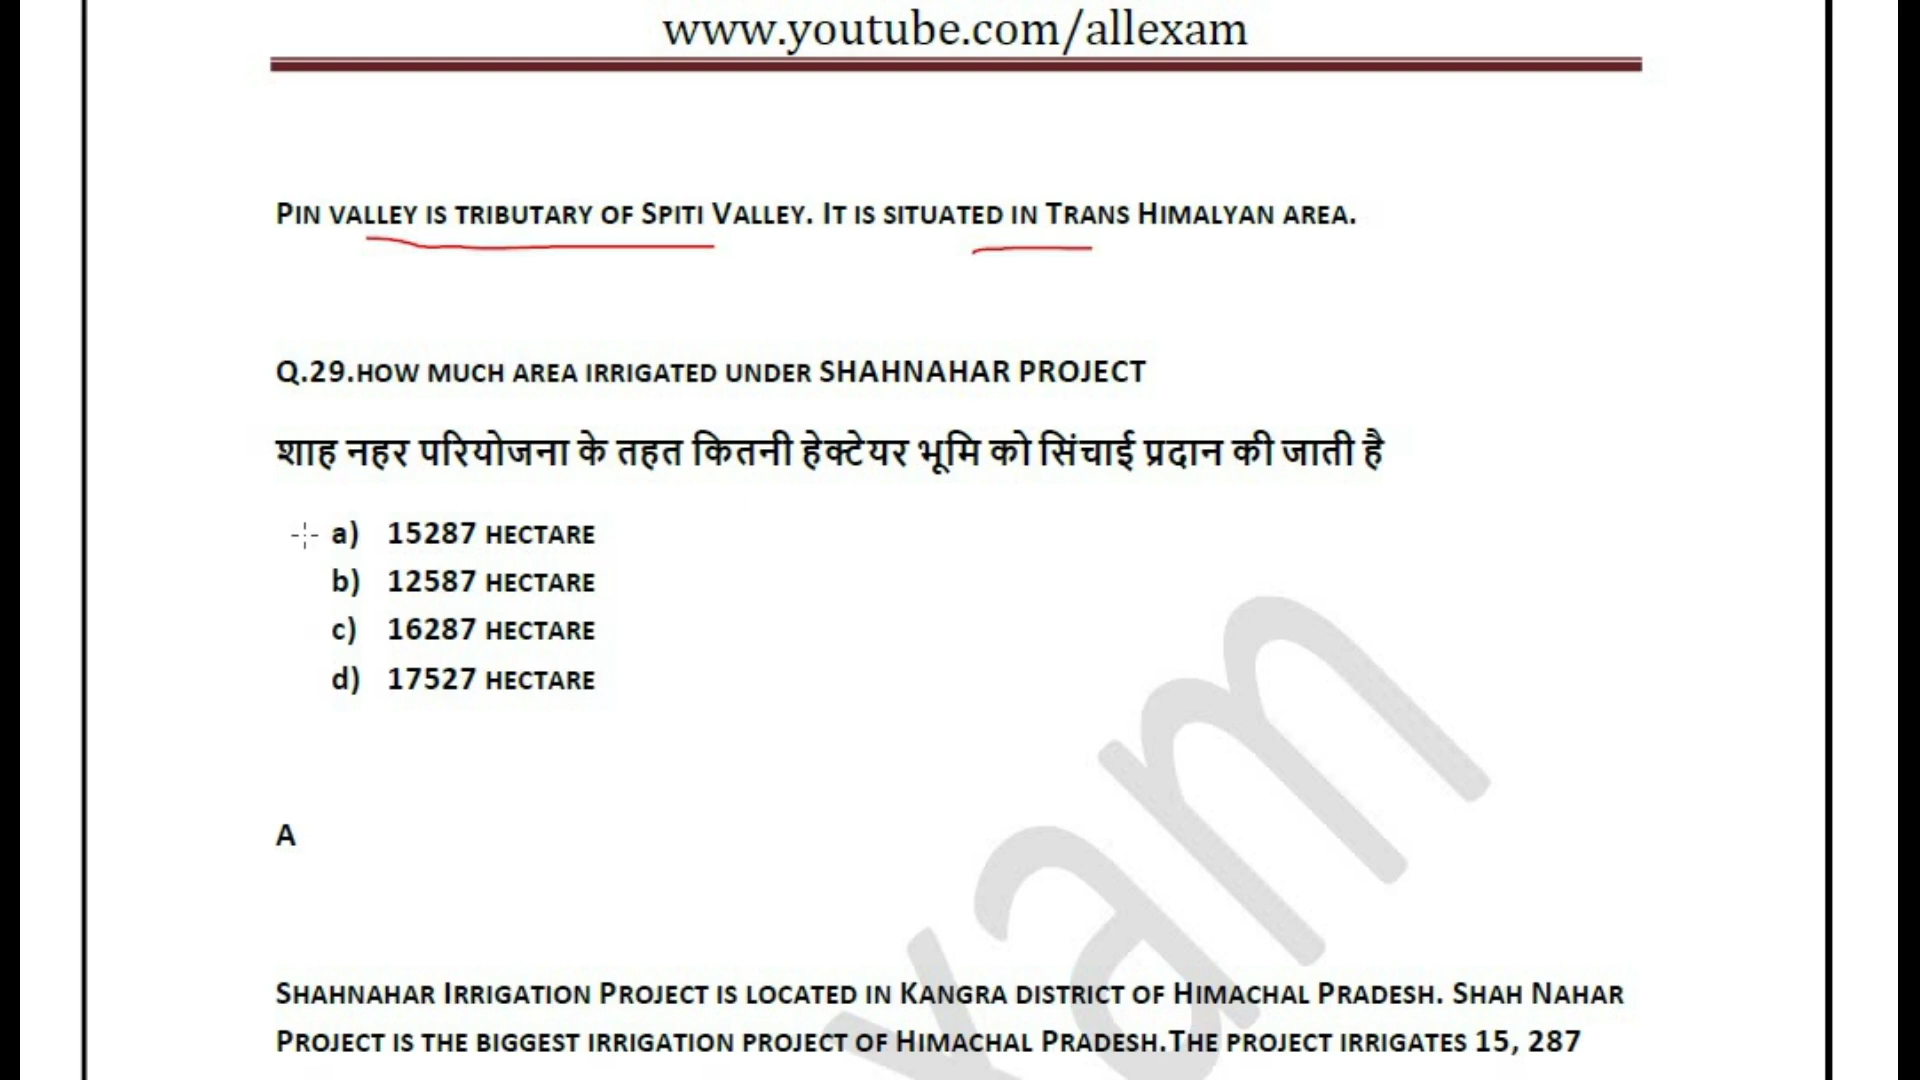 www.youtube.com/allexam
PIN VALLEY IS TRIBUTARY OF SPITI VALLEY. IT IS SITUATED IN TRANS HIMALYAN AREA.
Q.29.HOW MUCH AREA IRRIGATED UNDER SHAHNAHAR PROJECT
शाह नहर परियोजना के तहत कितनी हेक्टेयर भूमि को सिंचाई प्रदान की जाती है
a) 15287 HECTARE
b) 12587 HECTARE
c) 16287 HECTARE
d) 17527 HECTARE
A
xam
SHAHNAHAR IRRIGATION PROJECT IS LOCATED IN KANGRA DISTRICT OF HIMACHAL PRADESH. SHAH NAHAR
PROJECT IS THE BIGGEST IRRIGATION PROJECT OF HIMACHAL PRADESH.THE PROJECT IRRIGATES 15, 287